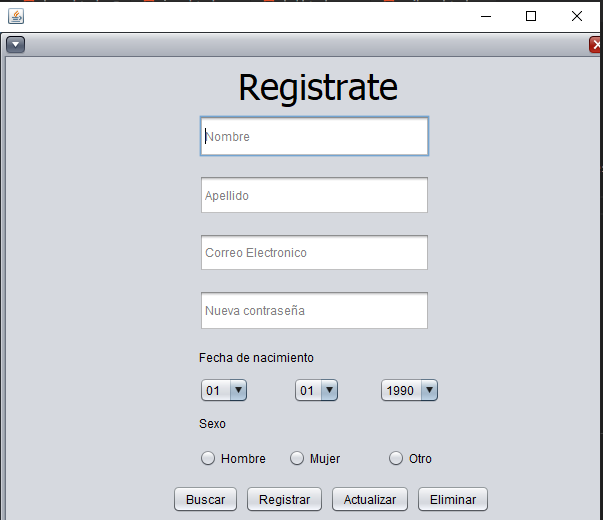 Registrate
Nombre
Apellido
Correo Electronico
Nueva contraseña
Fecha de nacimiento
01 01 1990
Sexo
Hombre Mujer Otro
Buscar Registrar Actualizar Eliminar